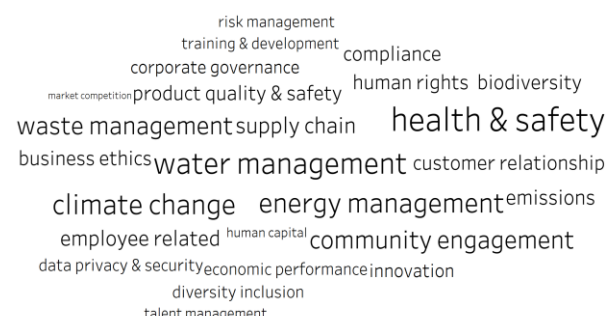 risk management
training & development
compliance
corporate governance
human rights biodiversity
market competition product quality & safety
health & safety
waste management supply chain
business ethics water management customer relationship
climate change energy management emissions
employee related human capital community engagement
data privacy & security economic performance innovation
diversity inclusion
talent management